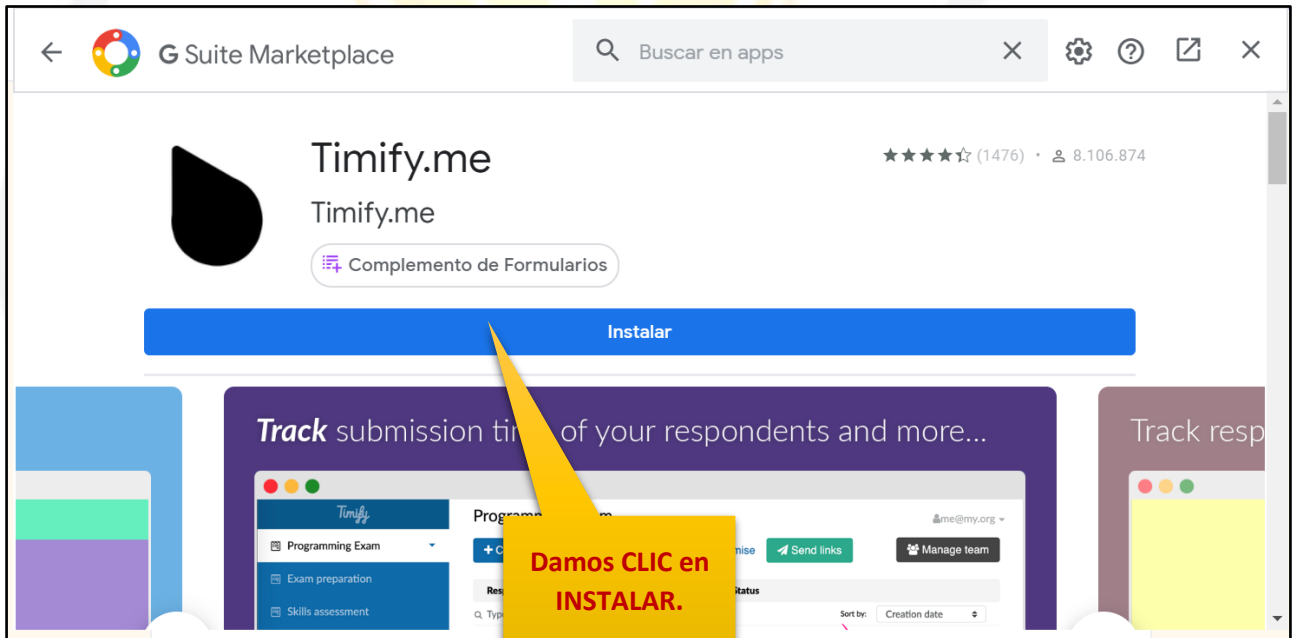 G Suite Marketplace
Buscar en apps
Timify.me
(1476) • 8.106.874
Timify.me
Complemento de Formularios
Instalar
Track submission of your respondents and more...
Track resp
Timify
me@my.org
Programming Exam
Send links
Manage team
Exam preparation
Status
Skills assessment
Sort by:
Creation date
Damos CLIC en
INSTALAR.